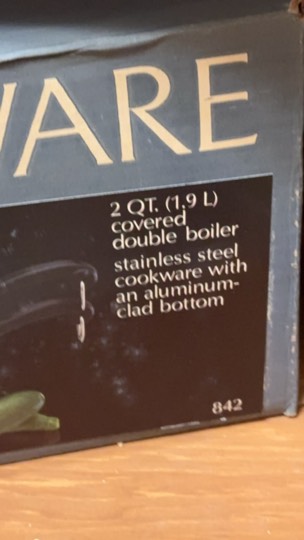 WARE
2 QT. (1.9 L)
covered
double boiler
stainless steel
cookware with
an aluminum-
clad bottom
842